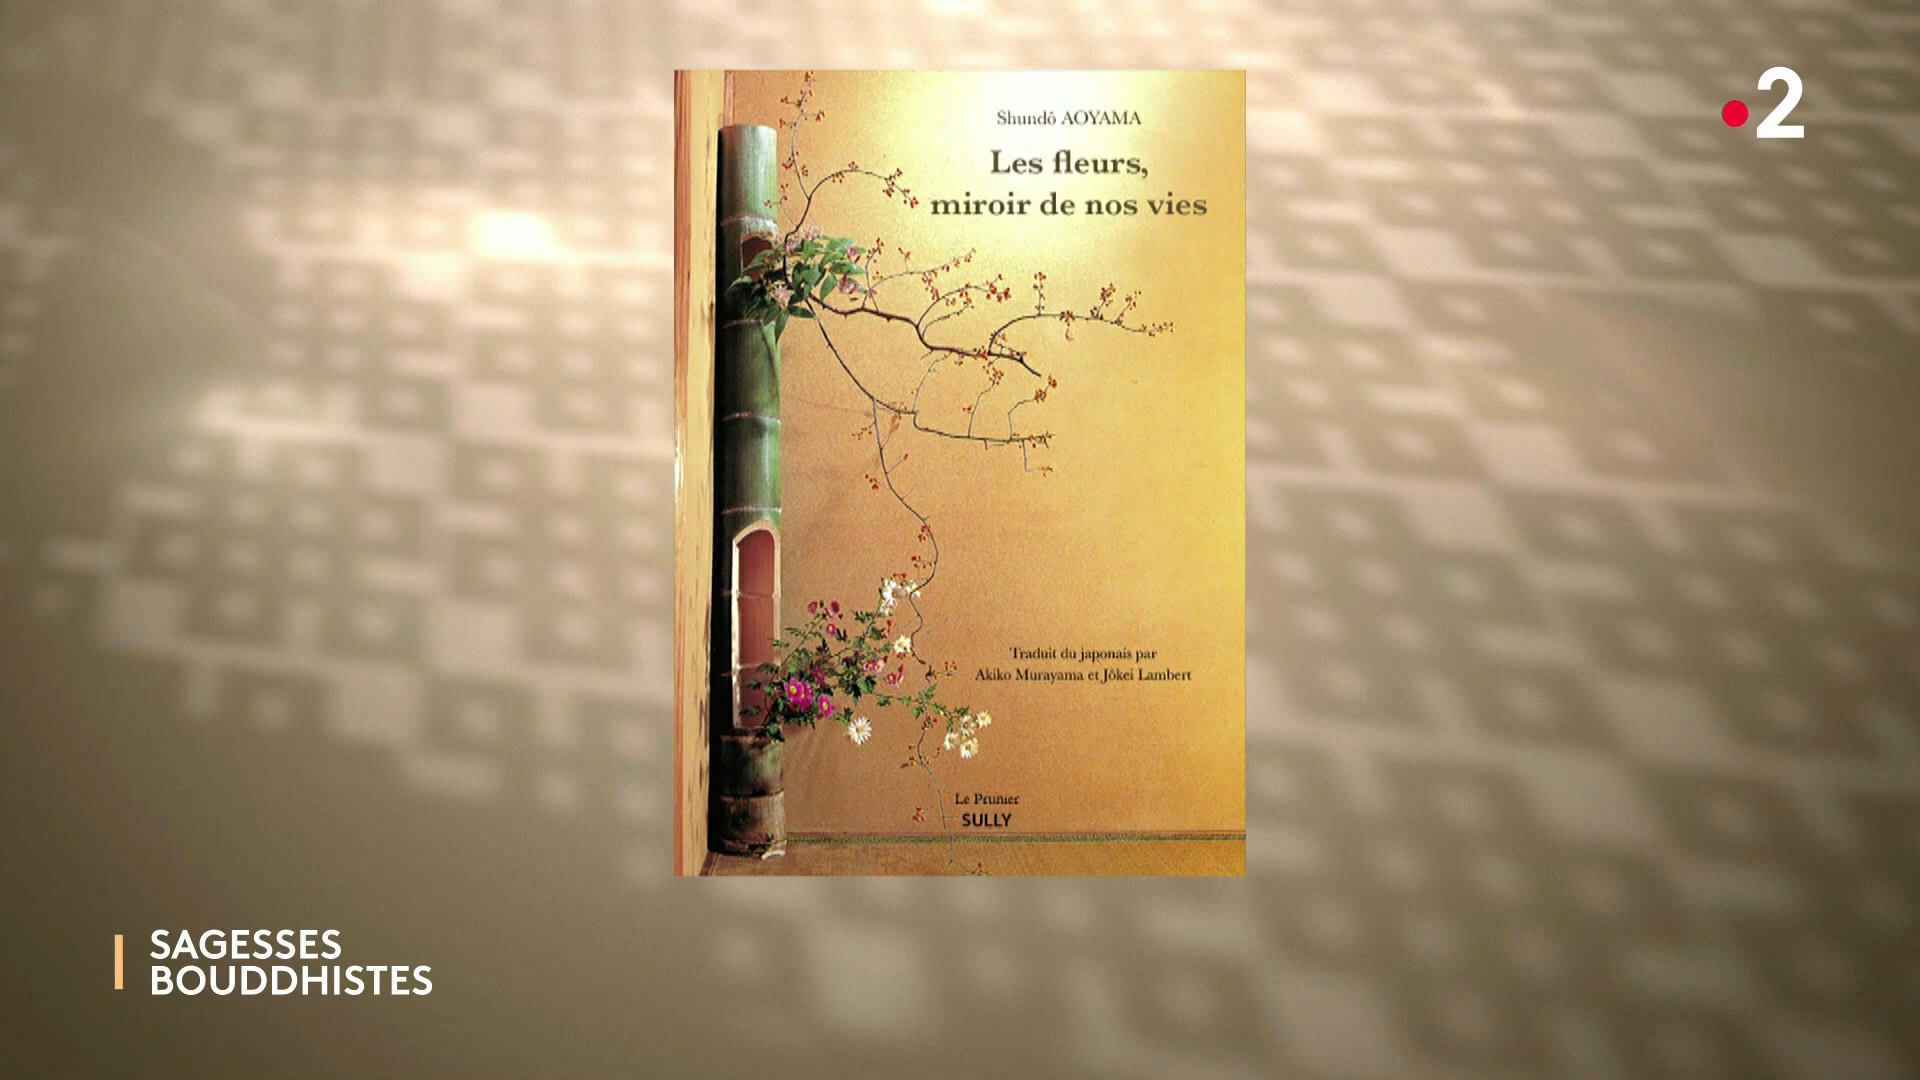 2
Shundô AOYAMA
Les fleurs,
miroir de nos vies
Traduit du japonais par
Akiko Murayama et Jôkei Lambert
Le Prunier
SULLY
SAGESSES
BOUDDHISTES